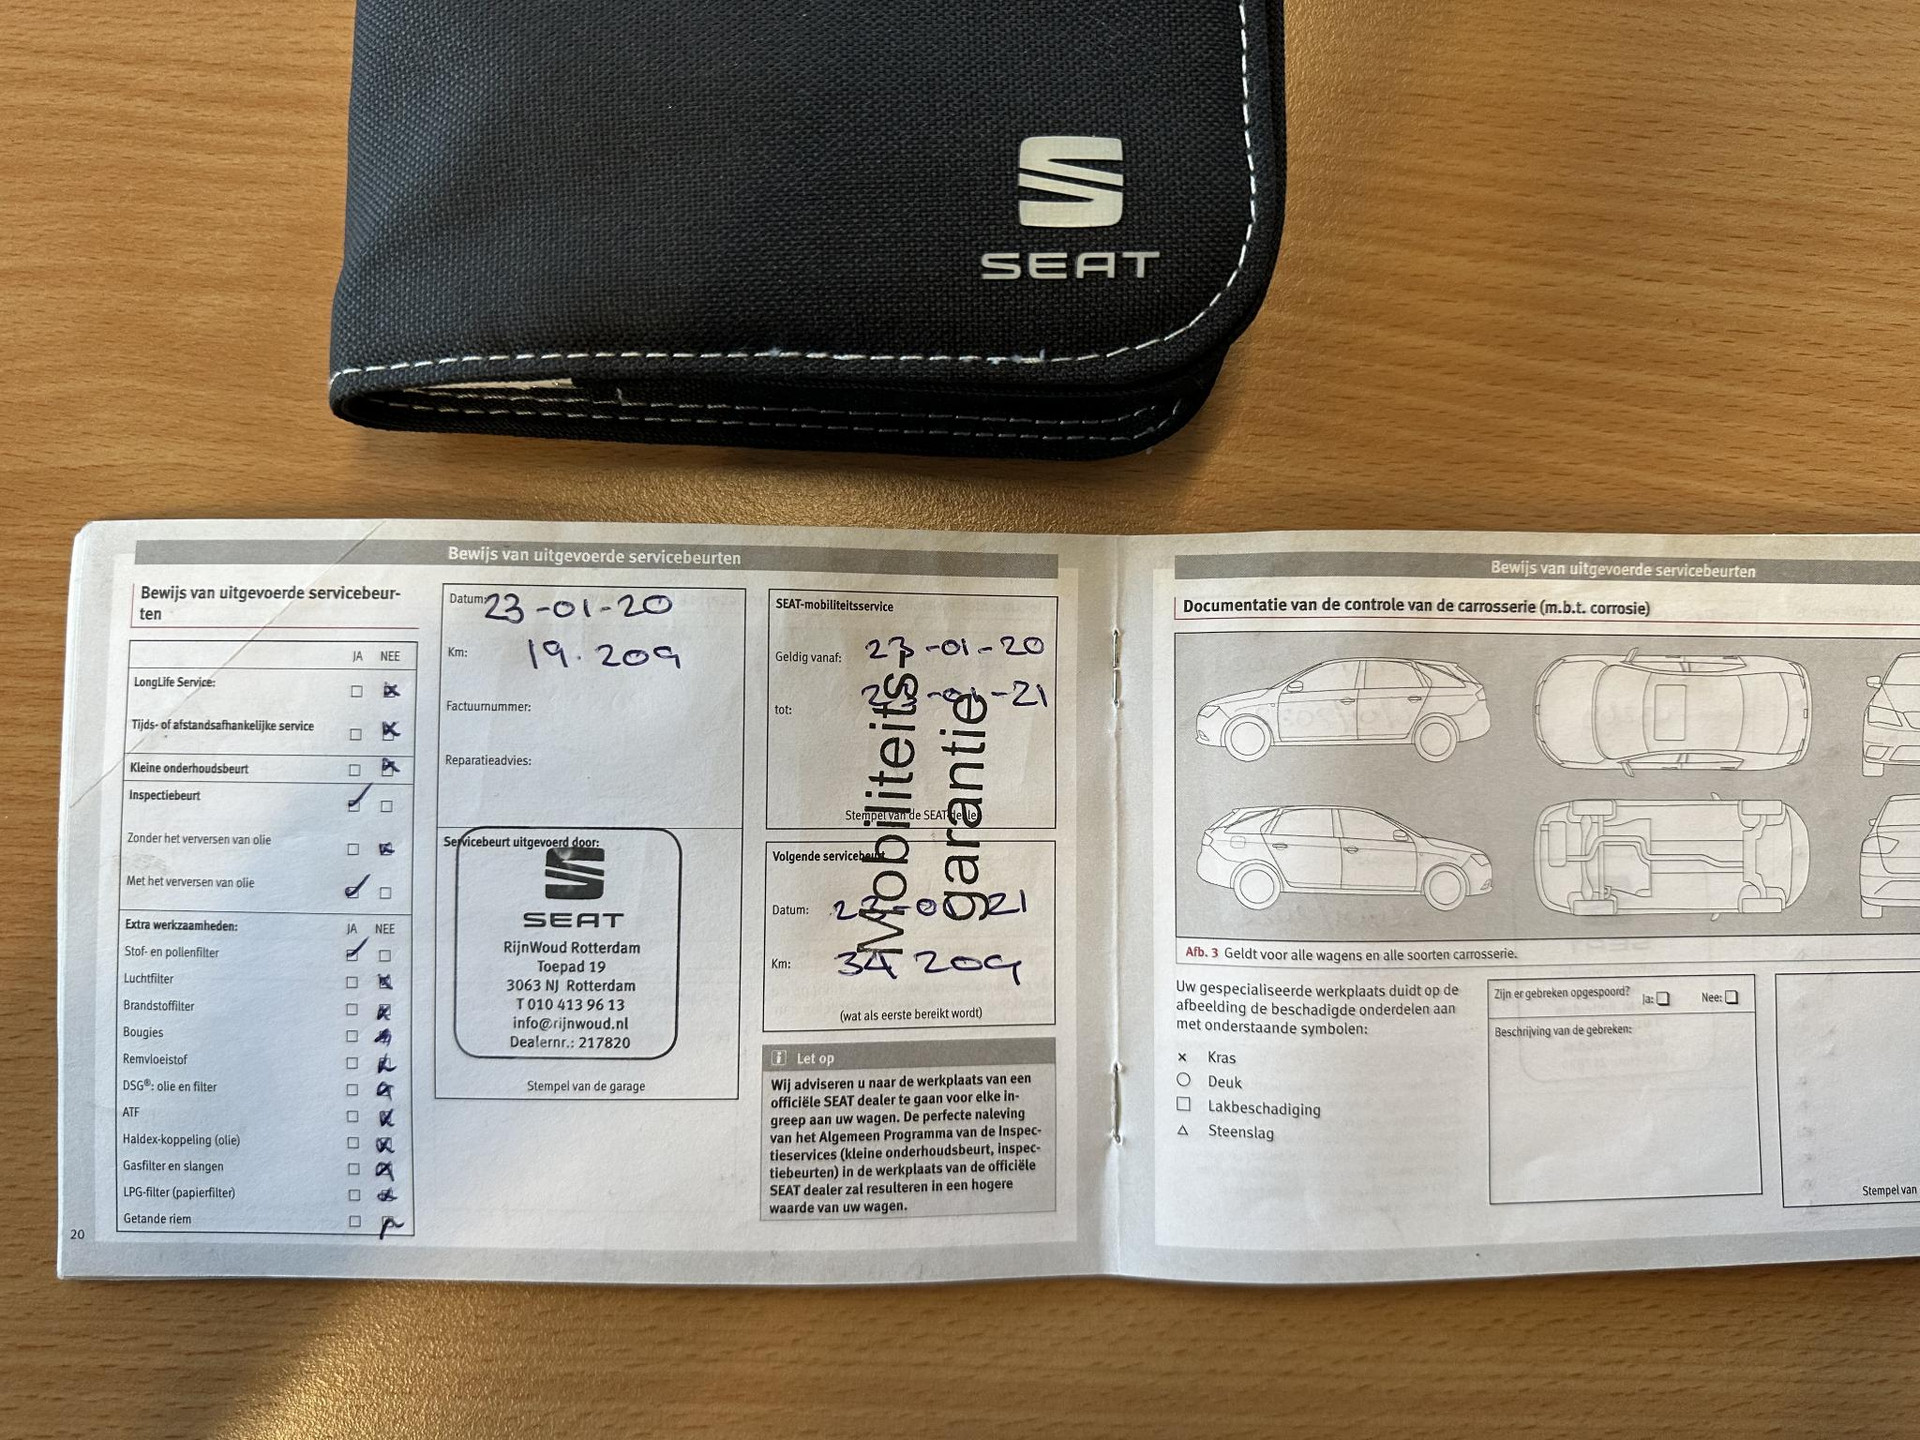 SEAT
Bewijs van uitgevoerde servicebeurten
Bewijs van uitgevoerde servicebeur-
ten
JA NEE
LongLife Service:
Tijds- of afstandsafhankelijke service
Kleine onderhoudsbeurt
Inspectiebeurt
Zonder het verversen van olie
Met het verversen van olie
Extra werkzaamheden: JA NEE
Stof- en pollenfilter
Luchtfilter
Brandstoffilter
Bougies
Remvloeistof
DSG®: olie en filter
ATF
Haldex-koppeling (olie)
Gasfilter en slangen
LPG-filter (papierfilter)
Getande riem
20
Datum: 23-01-20
Km: 19.209
Factuurnummer:
Reparatieadvies:
Servicebeurt uitgevoerd door:
SEAT
RijnWoud Rotterdam
Toepad 19
3063 NJ Rotterdam
T 010 413 96 13
info@rijnwoud.nl
Dealernr.: 217820
Stempel van de garage
SEAT-mobiliteitsservice
Geldig vanaf: 23-01-20
tot: 23-01-21
Stempel van de SEAT-dealer
Mobiliteits-
garantie
Volgende servicebeurt
Datum: 23-01-21
Km: 34 209
(wat als eerste bereikt wordt)
i Let op
Wij adviseren u naar de werkplaats van een
officiële SEAT dealer te gaan voor elke in-
greep aan uw wagen. De perfecte naleving
van het Algemeen Programma van de Inspec-
tieservices (kleine onderhoudsbeurt, inspec-
tiebeurten) in de werkplaats van de officiële
SEAT dealer zal resulteren in een hogere
waarde van uw wagen.
Bewijs van uitgevoerde servicebeurten
Documentatie van de controle van de carrosserie (m.b.t. corrosie)
Afb. 3 Geldt voor alle wagens en alle soorten carrosserie.
Uw gespecialiseerde werkplaats duidt op de
afbeelding de beschadigde onderdelen aan
met onderstaande symbolen:
× Kras
○ Deuk
□ Lakbeschadiging
△ Steenslag
Zijn er gebreken opgespoord? Ja: Nee:
Beschrijving van de gebreken:
Stempel van